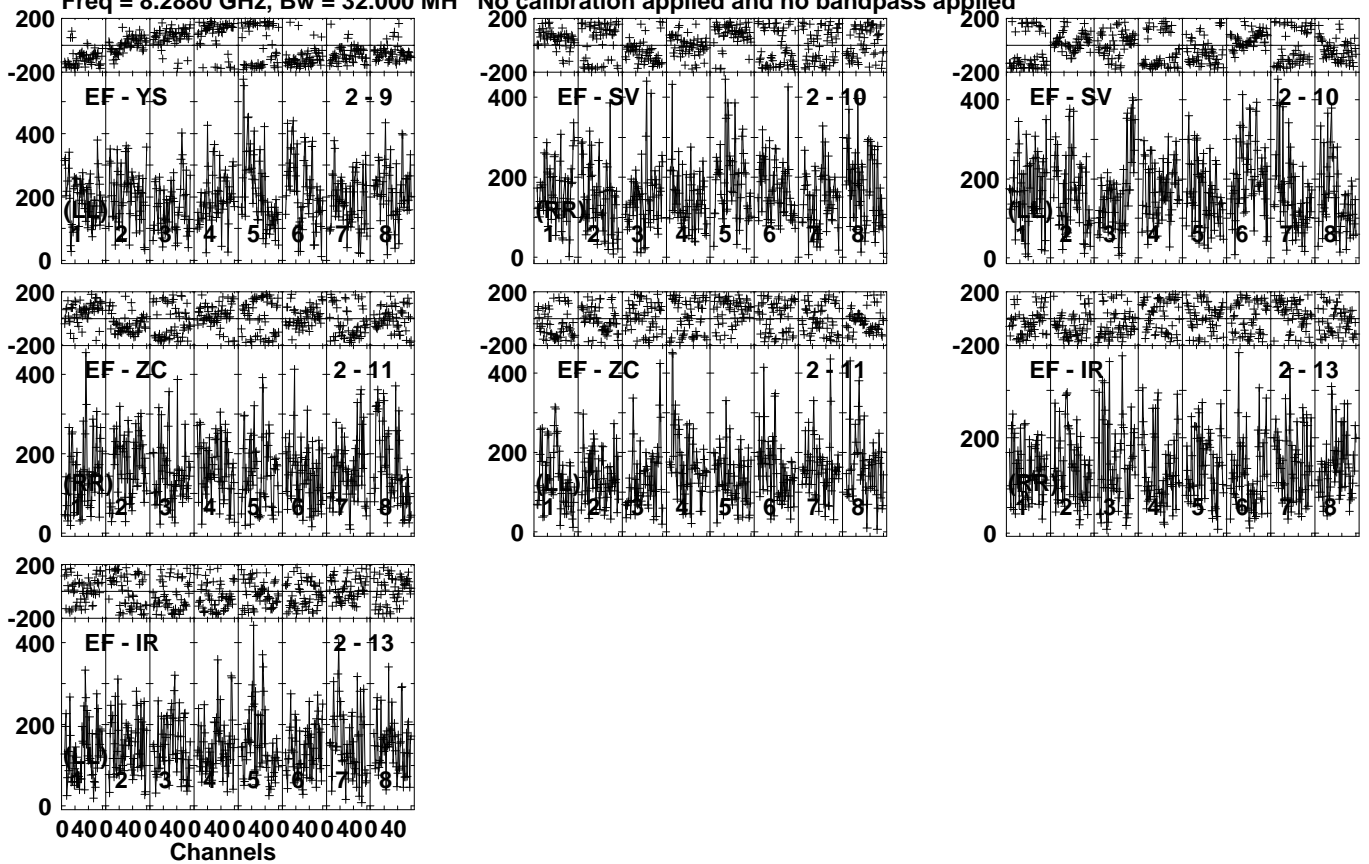 Freq = 8.2880 GHz, Bw = 32.000 MH No calibration applied and no bandpass applied
200
-200
EF - YS 2 - 9
400
200
(LL)
1 2 3 4 5 6 7 8
0
200
-200
EF - SV 2 - 10
400
200
(RR)
1 2 3 4 5 6 7 8
0
200
-200
EF - SV 2 - 10
400
200
(LL)
1 2 3 4 5 6 7 8
0
200
-200
EF - ZC 2 - 11
400
200
(RR)
1 2 3 4 5 6 7 8
0
200
-200
EF - ZC 2 - 11
400
200
(LL)
1 2 3 4 5 6 7 8
0
200
-200
EF - IR 2 - 13
200
(RR)
1 2 3 4 5 6 7 8
0
200
-200
EF - IR 2 - 13
400
200
(LL)
1 2 3 4 5 6 7 8
0
0 40 0 40 0 40 0 40 0 40 0 40 0 40 0 40
Channels